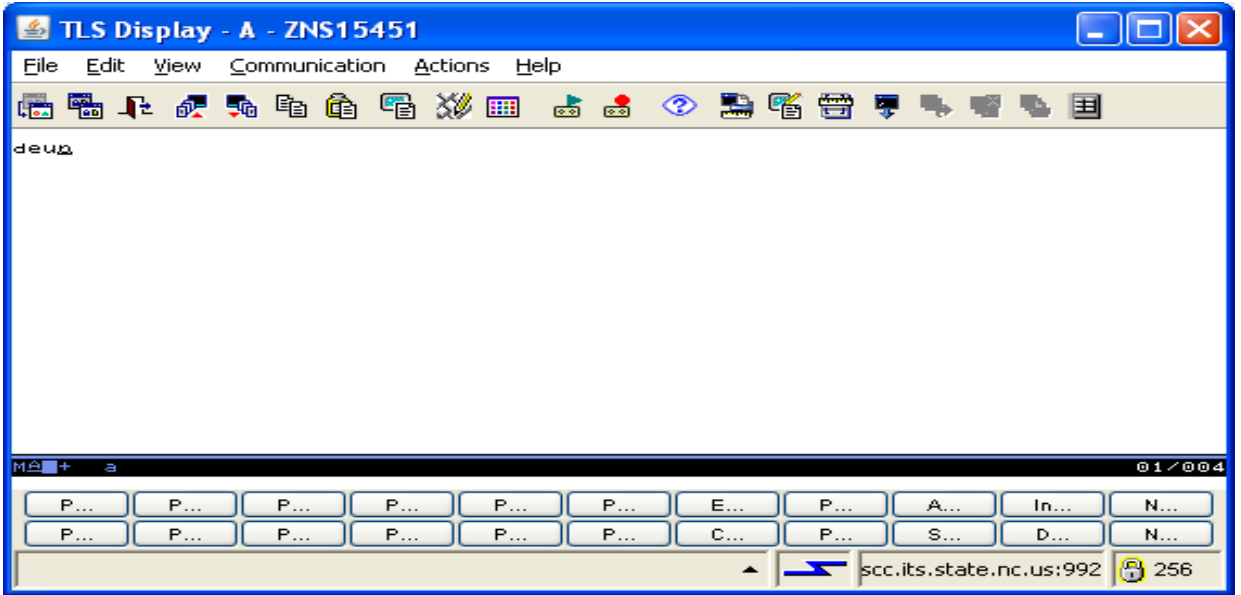 TLS Display - A - ZNS15451
File Edit View Communication Actions Help
deup
M A + a 01/004
P... P... P... P... P... P... E... P... A... In... N...
P... P... P... P... P... P... C... P... S... D... N...
scc.its.state.nc.us:992 256